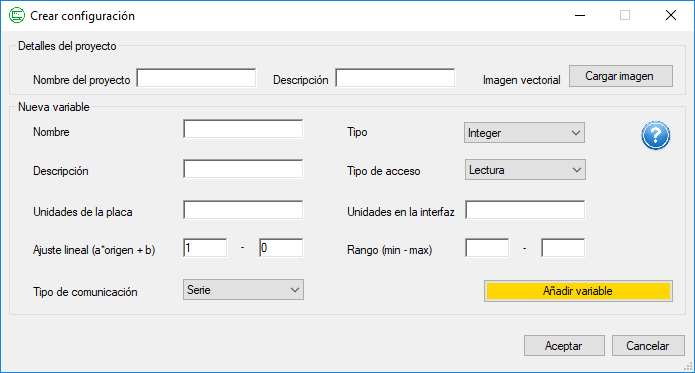 Crear configuración
Detalles del proyecto
Nombre del proyecto Descripción Imagen vectorial Cargar imagen
Nueva variable
Nombre Tipo Integer ?
Descripción Tipo de acceso Lectura
Unidades de la placa Unidades en la interfaz
Ajuste lineal (a*origen + b) 1 - 0 Rango (min - max) -
Tipo de comunicación Serie Añadir variable
Aceptar Cancelar